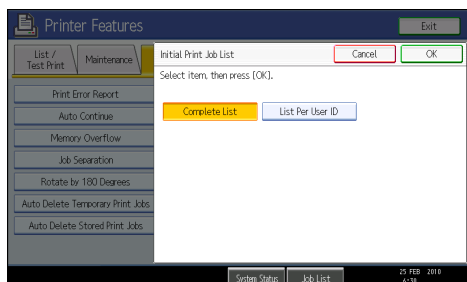 Printer Features
Exit
List /
Test Print
Maintenance
Initial Print Job List
Cancel
OK
Select item, then press [OK].
Complete List
List Per User ID
Print Error Report
Auto Continue
Memory Overflow
Job Separation
Rotate by 180 Degrees
Auto Delete Temporary Print Jobs
Auto Delete Stored Print Jobs
System Status
Job List
25 FEB 2010